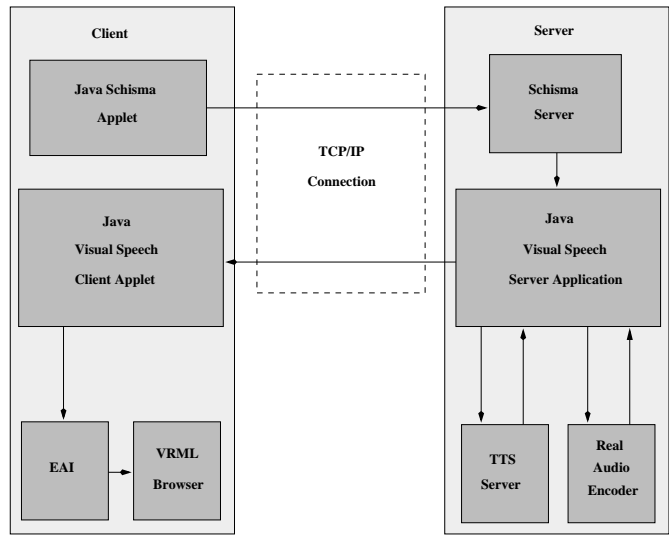 Client
Java Schisma
Applet
Java
Visual Speech
Client Applet
EAI
VRML
Browser
TCP/IP
Connection
Server
Schisma
Server
Java
Visual Speech
Server Application
TTS
Server
Real
Audio
Encoder